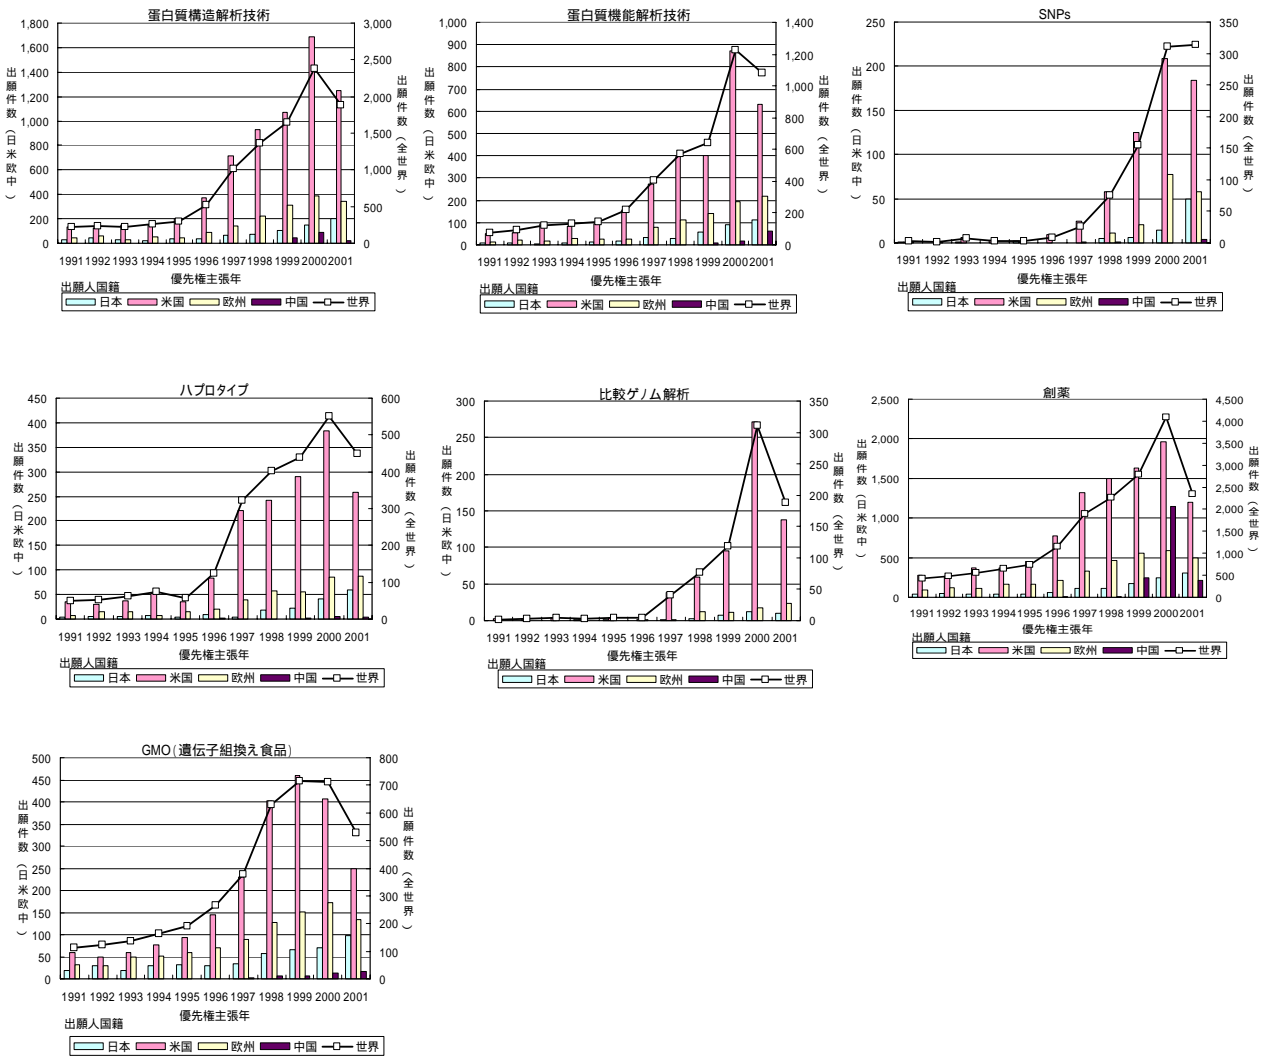 蛋白質構造解析技術
1,800
1,600
1,400
1,200
1,000
800
600
400
200
0
3,000
2,500
2,000
1,500
1,000
500
0
出願件数(日米欧中)
出願件数(全世界)
1991 1992 1993 1994 1995 1996 1997 1998 1999 2000 2001
優先権主張年
出願人国籍
日本 米国 欧州 中国 世界
蛋白質機能解析技術
1,000
900
800
700
600
500
400
300
200
100
0
1,400
1,200
1,000
800
600
400
200
0
出願件数(日米欧中)
出願件数(全世界)
1991 1992 1993 1994 1995 1996 1997 1998 1999 2000 2001
優先権主張年
出願人国籍
日本 米国 欧州 中国 世界
SNPs
250
200
150
100
50
0
350
300
250
200
150
100
50
0
出願件数(日米欧中)
出願件数(全世界)
1991 1992 1993 1994 1995 1996 1997 1998 1999 2000 2001
優先権主張年
出願人国籍
日本 米国 欧州 中国 世界
ハプロタイプ
450
400
350
300
250
200
150
100
50
0
600
500
400
300
200
100
0
出願件数(日米欧中)
出願件数(全世界)
1991 1992 1993 1994 1995 1996 1997 1998 1999 2000 2001
優先権主張年
出願人国籍
日本 米国 欧州 中国 世界
比較ゲノム解析
300
250
200
150
100
50
0
350
300
250
200
150
100
50
0
出願件数(日米欧中)
出願件数(全世界)
1991 1992 1993 1994 1995 1996 1997 1998 1999 2000 2001
優先権主張年
出願人国籍
日本 米国 欧州 中国 世界
創薬
2,500
2,000
1,500
1,000
500
0
4,500
4,000
3,500
3,000
2,500
2,000
1,500
1,000
500
0
出願件数(日米欧中)
出願件数(全世界)
1991 1992 1993 1994 1995 1996 1997 1998 1999 2000 2001
優先権主張年
出願人国籍
日本 米国 欧州 中国 世界
GMO(遺伝子組換え食品)
500
450
400
350
300
250
200
150
100
50
0
800
700
600
500
400
300
200
100
0
出願件数(日米欧中)
出願件数(全世界)
1991 1992 1993 1994 1995 1996 1997 1998 1999 2000 2001
優先権主張年
出願人国籍
日本 米国 欧州 中国 世界